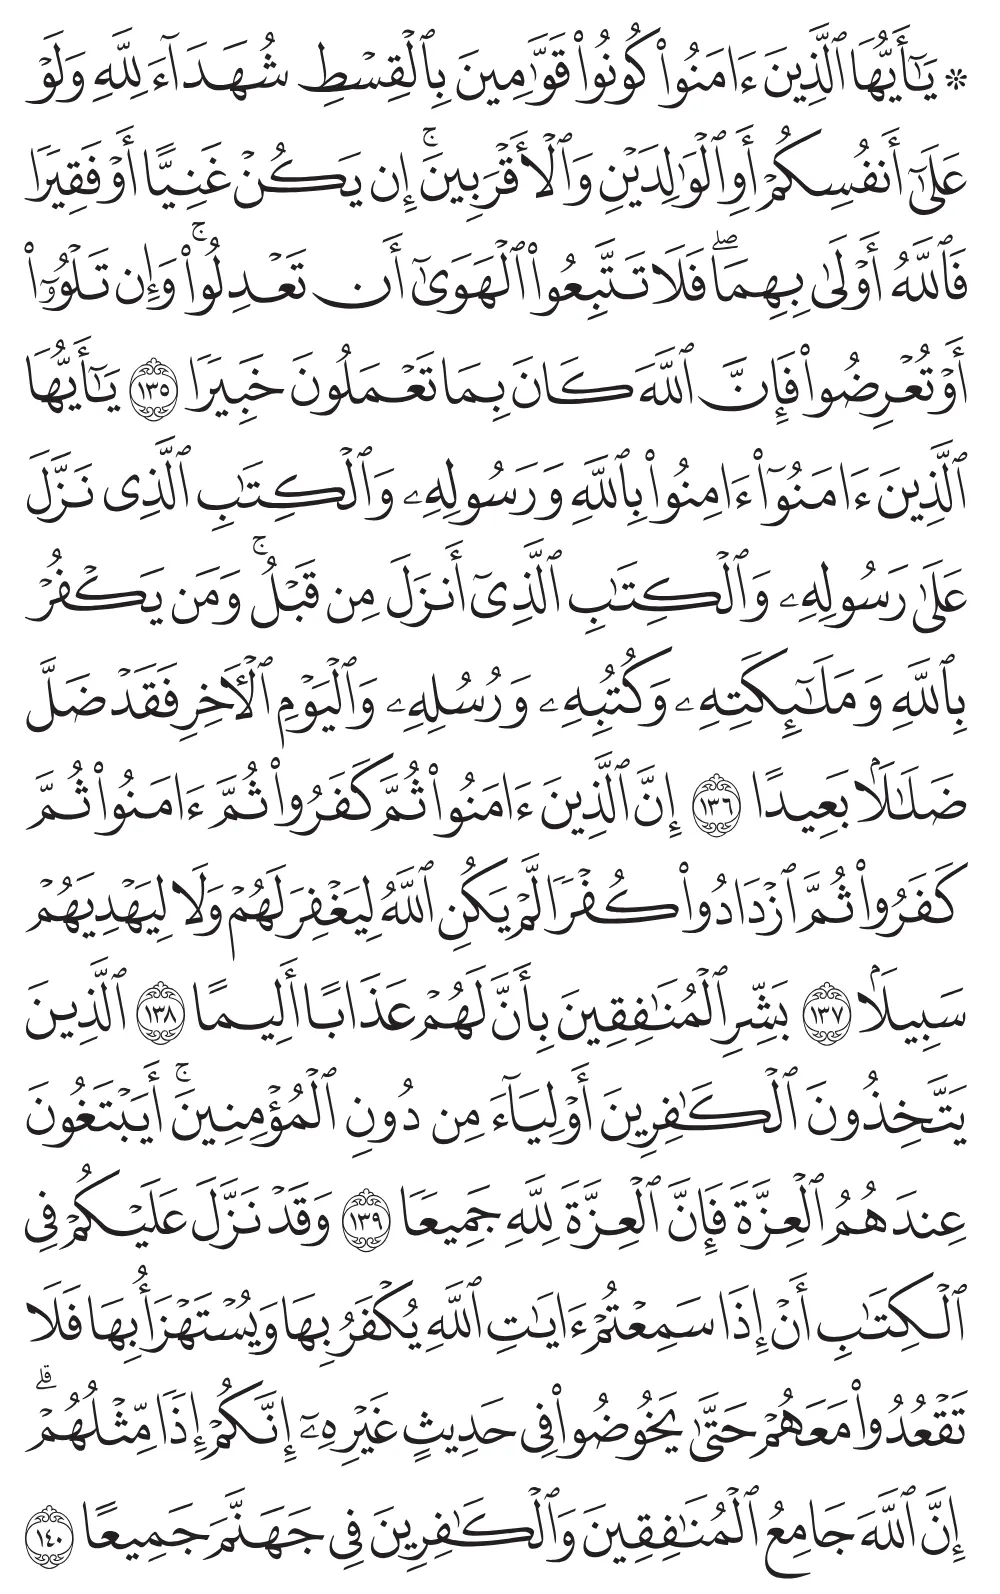 ۞ يَـٰٓأَيُّهَا ٱلَّذِينَ ءَامَنُوا۟ كُونُوا۟ قَوَّٰمِينَ بِٱلْقِسْطِ شُهَدَآءَ لِلَّهِ وَلَوْ
عَلَىٰٓ أَنفُسِكُمْ أَوِ ٱلْوَٰلِدَيْنِ وَٱلْأَقْرَبِينَ ۚ إِن يَكُنْ غَنِيًّا أَوْ فَقِيرًا
فَٱللَّهُ أَوْلَىٰ بِهِمَا ۖ فَلَا تَتَّبِعُوا۟ ٱلْهَوَىٰٓ أَن تَعْدِلُوا۟ ۚ وَإِن تَلْوُۥٓا۟
أَوْ تُعْرِضُوا۟ فَإِنَّ ٱللَّهَ كَانَ بِمَا تَعْمَلُونَ خَبِيرًا ١٣٥ يَـٰٓأَيُّهَا
ٱلَّذِينَ ءَامَنُوٓا۟ ءَامِنُوا۟ بِٱللَّهِ وَرَسُولِهِۦ وَٱلْكِتَـٰبِ ٱلَّذِى نَزَّلَ
عَلَىٰ رَسُولِهِۦ وَٱلْكِتَـٰبِ ٱلَّذِىٓ أَنزَلَ مِن قَبْلُ ۚ وَمَن يَكْفُرْ
بِٱللَّهِ وَمَلَـٰٓئِكَتِهِۦ وَكُتُبِهِۦ وَرُسُلِهِۦ وَٱلْيَوْمِ ٱلْـَٔاخِرِ فَقَدْ ضَلَّ
ضَلَـٰلًۢا بَعِيدًا ١٣٦ إِنَّ ٱلَّذِينَ ءَامَنُوا۟ ثُمَّ كَفَرُوا۟ ثُمَّ ءَامَنُوا۟ ثُمَّ
كَفَرُوا۟ ثُمَّ ٱزْدَادُوا۟ كُفْرًا لَّمْ يَكُنِ ٱللَّهُ لِيَغْفِرَ لَهُمْ وَلَا لِيَهْدِيَهُمْ
سَبِيلًۢا ١٣٧ بَشِّرِ ٱلْمُنَـٰفِقِينَ بِأَنَّ لَهُمْ عَذَابًا أَلِيمًا ١٣٨ ٱلَّذِينَ
يَتَّخِذُونَ ٱلْكَـٰفِرِينَ أَوْلِيَآءَ مِن دُونِ ٱلْمُؤْمِنِينَ ۚ أَيَبْتَغُونَ
عِندَهُمُ ٱلْعِزَّةَ فَإِنَّ ٱلْعِزَّةَ لِلَّهِ جَمِيعًا ١٣٩ وَقَدْ نَزَّلَ عَلَيْكُمْ فِى
ٱلْكِتَـٰبِ أَنْ إِذَا سَمِعْتُمْ ءَايَـٰتِ ٱللَّهِ يُكْفَرُ بِهَا وَيُسْتَهْزَأُ بِهَا فَلَا
تَقْعُدُوا۟ مَعَهُمْ حَتَّىٰ يَخُوضُوا۟ فِى حَدِيثٍ غَيْرِهِۦٓ ۚ إِنَّكُمْ إِذًا مِّثْلُهُمْ ۗ
إِنَّ ٱللَّهَ جَامِعُ ٱلْمُنَـٰفِقِينَ وَٱلْكَـٰفِرِينَ فِى جَهَنَّمَ جَمِيعًا ١٤٠